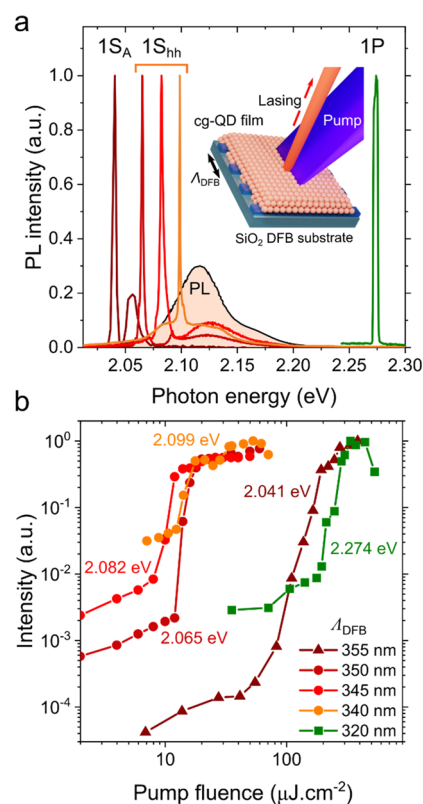 a
1S_A 1S_hh 1P
1.0
0.8
0.6
0.4
0.2
0.0
PL intensity (a.u.)
Lasing
cg-QD film
Pump
Λ_DFB
SiO₂ DFB substrate
PL
2.05 2.10 2.15 2.20 2.25 2.30
Photon energy (eV)
b
10⁰
10⁻¹
10⁻²
10⁻³
10⁻⁴
Intensity (a.u.)
2.099 eV
2.041 eV
2.082 eV
2.274 eV
2.065 eV
Λ_DFB
355 nm
350 nm
345 nm
340 nm
320 nm
10 100
Pump fluence (μJ.cm⁻²)